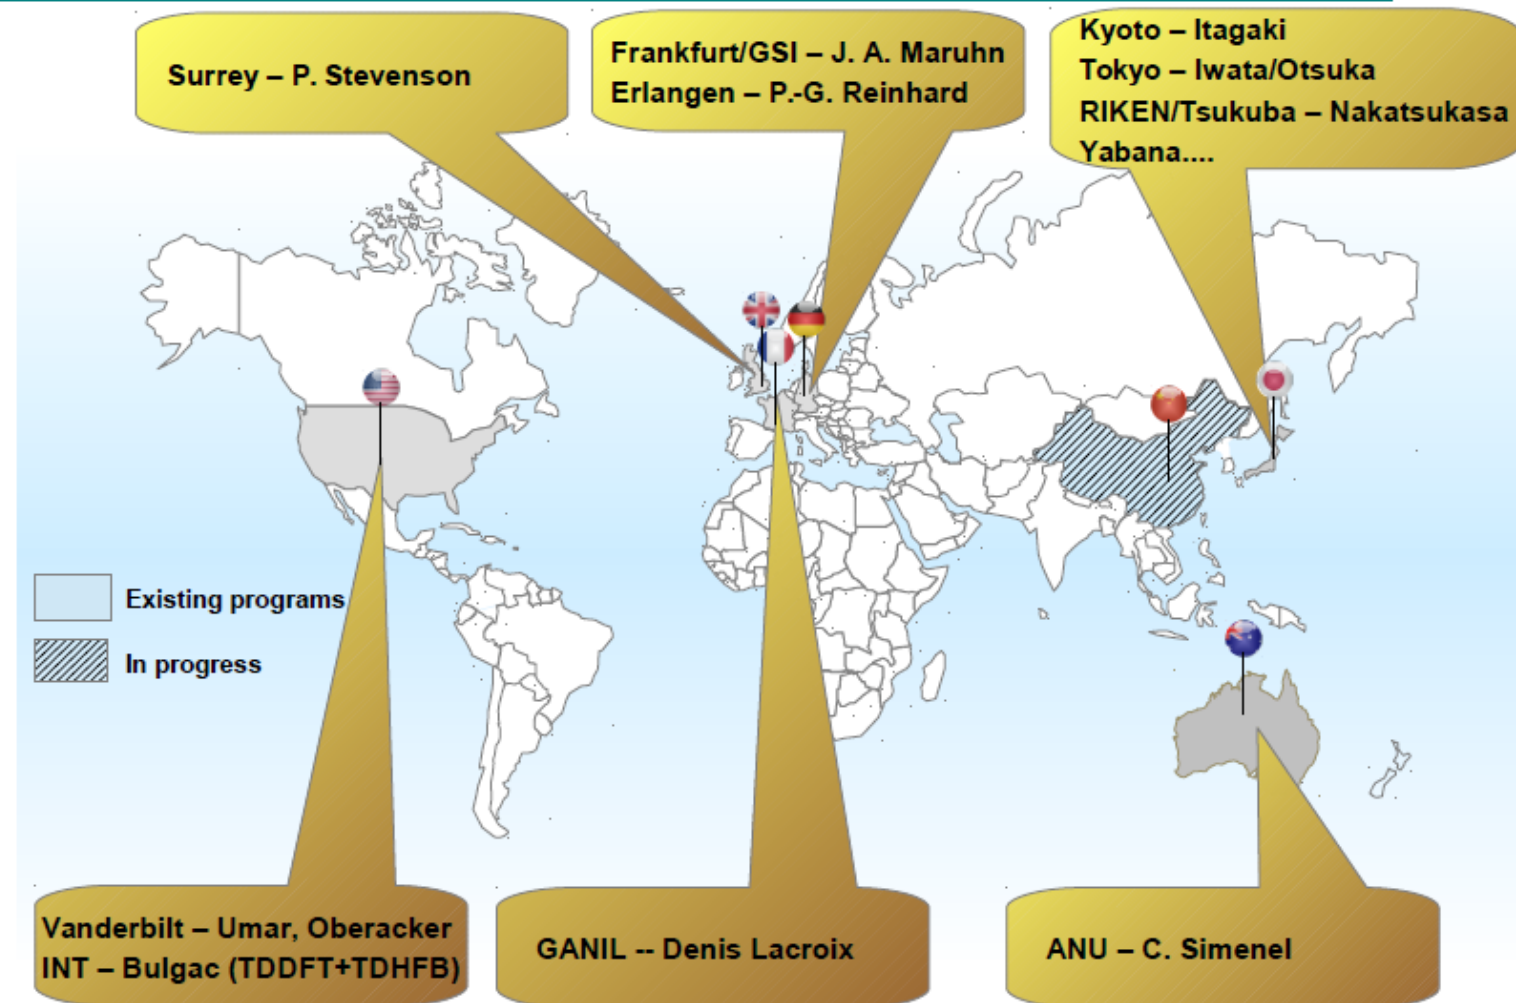 Surrey – P. Stevenson
Frankfurt/GSI – J. A. Maruhn
Erlangen – P.-G. Reinhard
Kyoto – Itagaki
Tokyo – Iwata/Otsuka
RIKEN/Tsukuba – Nakatsukasa
Yabana....
Existing programs
In progress
Vanderbilt – Umar, Oberacker
INT – Bulgac (TDDFT+TDHFB)
GANIL -- Denis Lacroix
ANU – C. Simenel